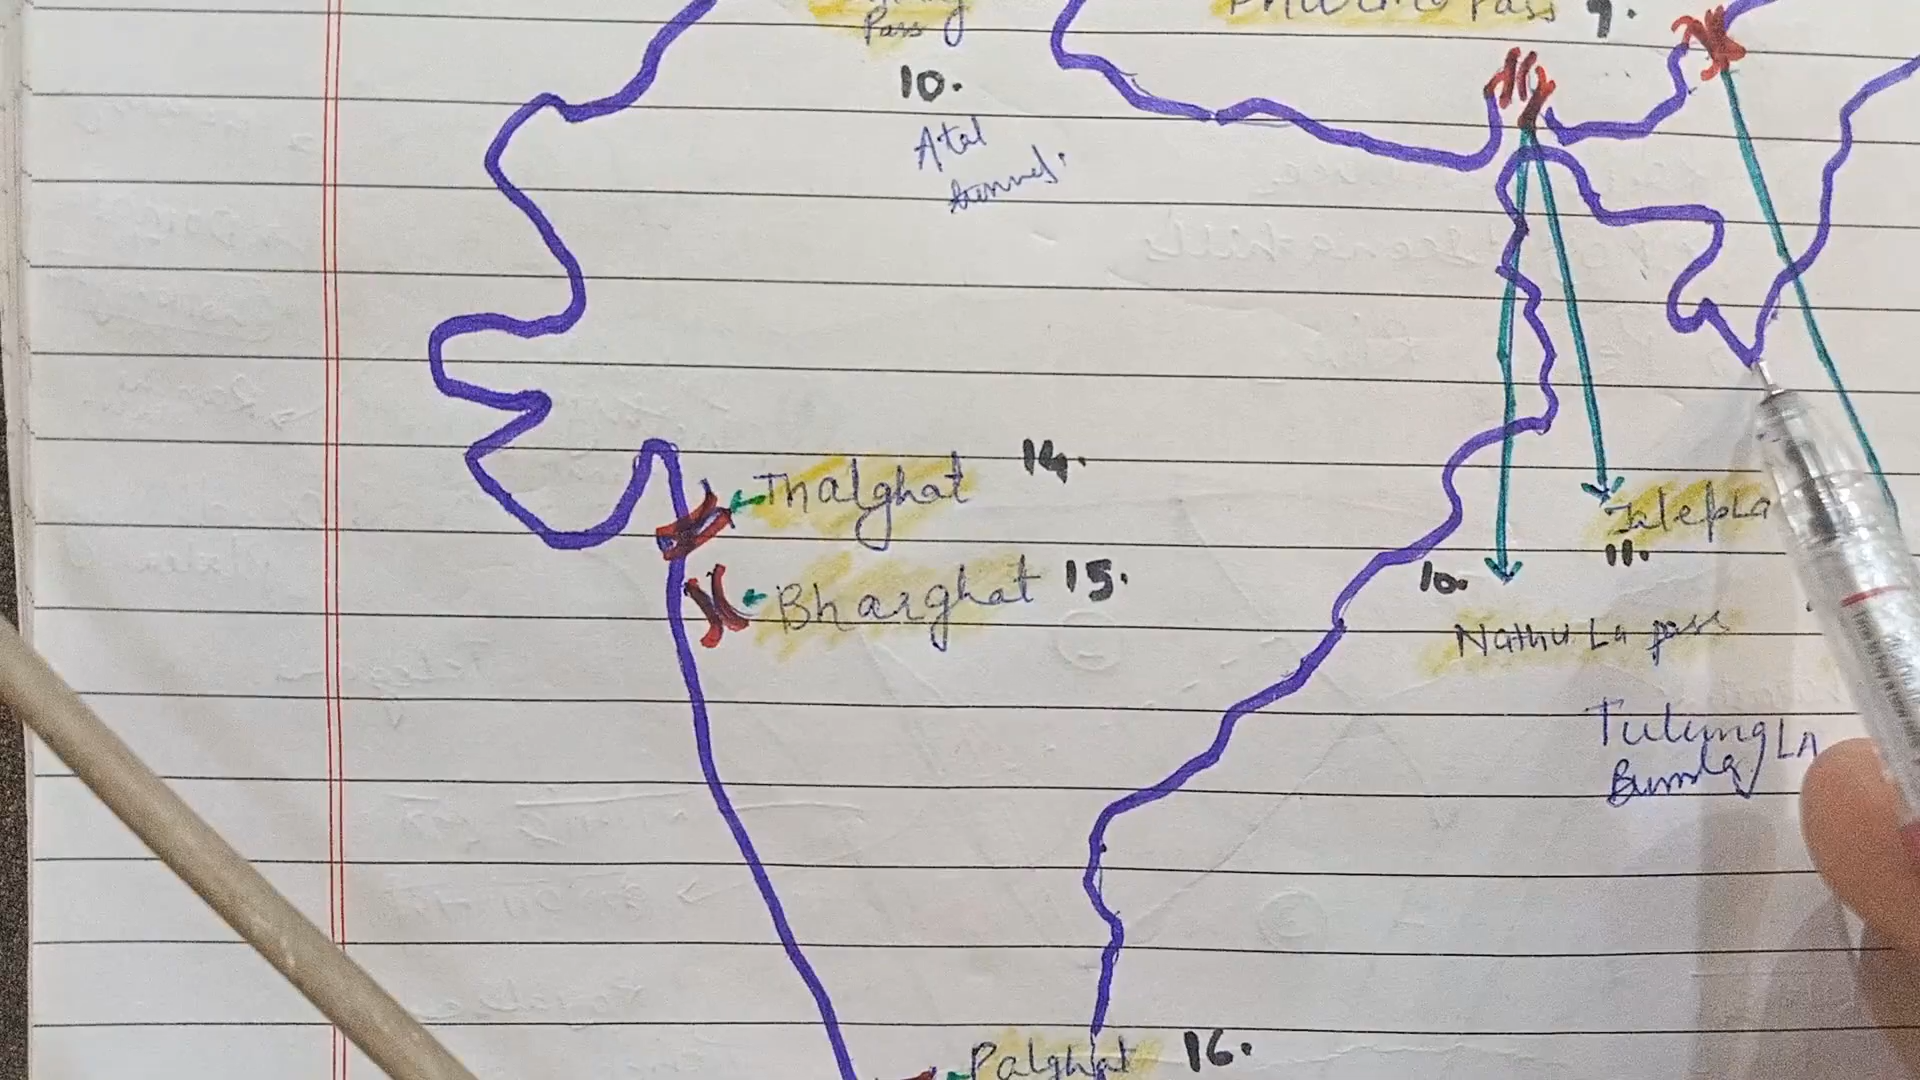 Pass
Pass 9.
10.
Atal
tunnel
Thalghat 14.
Bharghat 15.
JelepLa
11.
10.
Nathu La pass
Tulung LA
Bumla
Palghat 16.